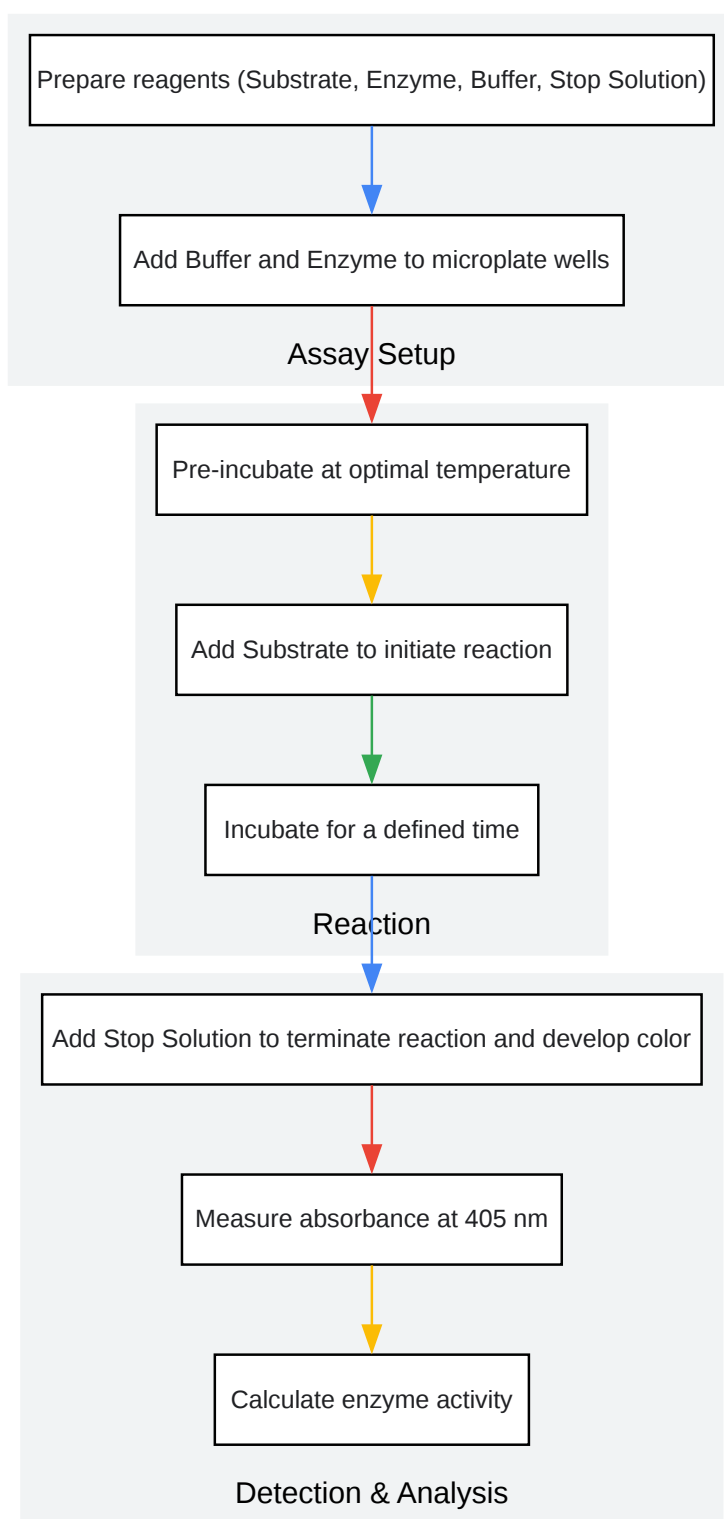 Prepare reagents (Substrate, Enzyme, Buffer, Stop Solution)
Add Buffer and Enzyme to microplate wells
Assay Setup
Pre-incubate at optimal temperature
Add Substrate to initiate reaction
Incubate for a defined time
Reaction
Add Stop Solution to terminate reaction and develop color
Measure absorbance at 405 nm
Calculate enzyme activity
Detection & Analysis